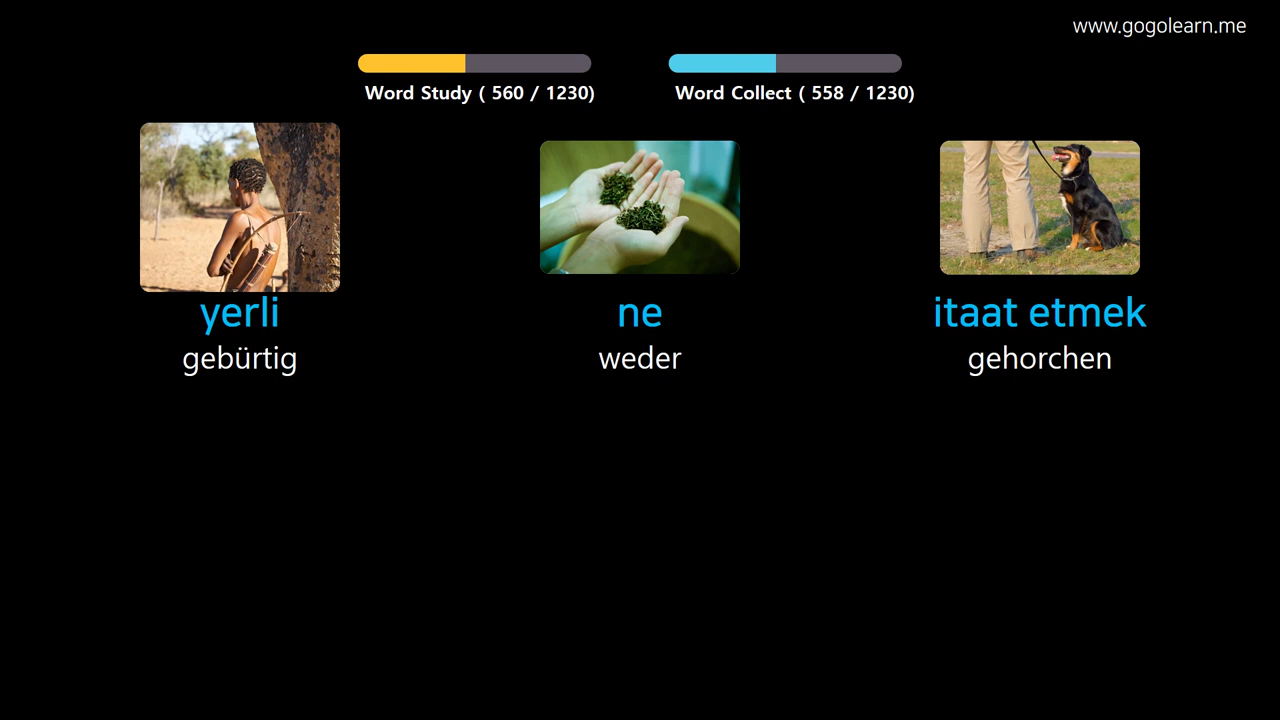 www.gogolearn.me
Word Study ( 560 / 1230)
Word Collect ( 558 / 1230)
yerli
gebürtig
ne
weder
itaat etmek
gehorchen